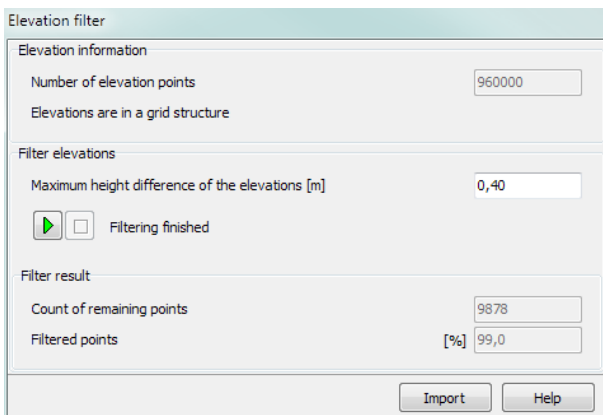 Elevation filter
Elevation information
Number of elevation points 960000
Elevations are in a grid structure
Filter elevations
Maximum height difference of the elevations [m] 0,40
Filtering finished
Filter result
Count of remaining points 9878
Filtered points [%] 99,0
Import Help